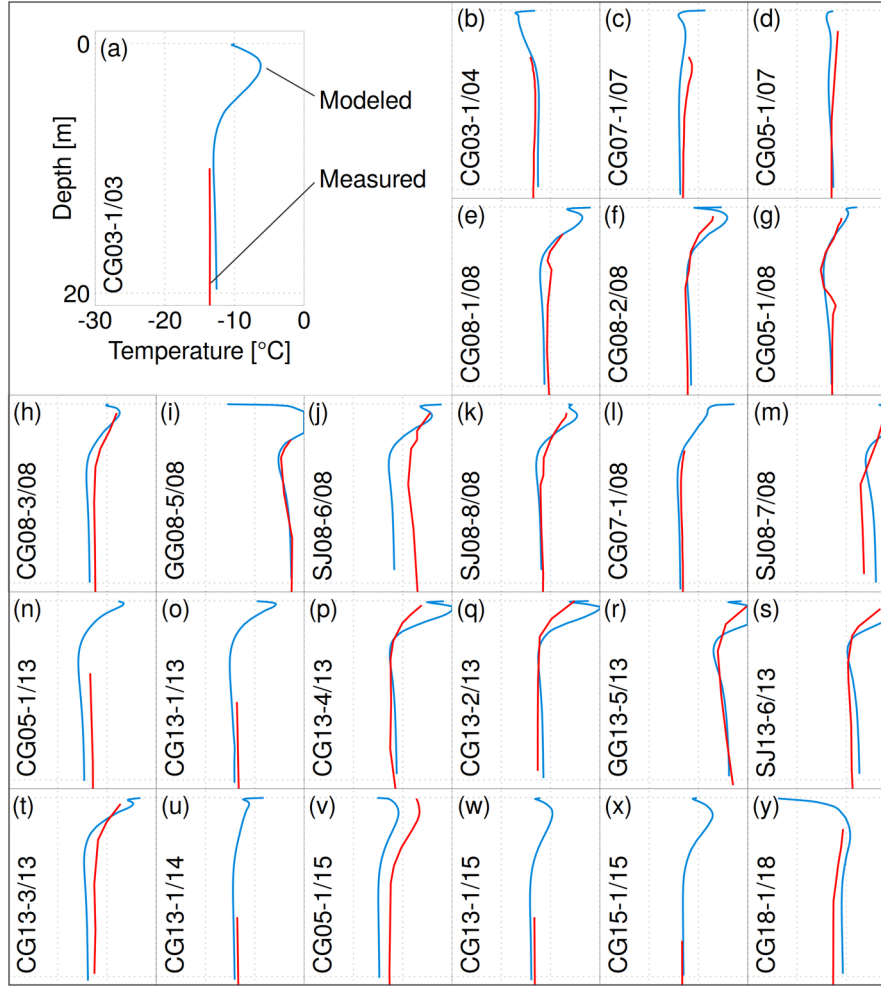 (a)
0
Modeled
Depth [m]
Measured
CG03-1/03
20
-30 -20 -10 0
Temperature [°C]
(b)
CG03-1/04
(c)
CG07-1/07
(d)
CG05-1/07
(e)
CG08-1/08
(f)
CG08-2/08
(g)
CG05-1/08
(h)
CG08-3/08
(i)
GG08-5/08
(j)
SJ08-6/08
(k)
SJ08-8/08
(l)
CG07-1/08
(m)
SJ08-7/08
(n)
CG05-1/13
(o)
CG13-1/13
(p)
CG13-4/13
(q)
CG13-2/13
(r)
GG13-5/13
(s)
SJ13-6/13
(t)
CG13-3/13
(u)
CG13-1/14
(v)
CG05-1/15
(w)
CG13-1/15
(x)
CG15-1/15
(y)
CG18-1/18